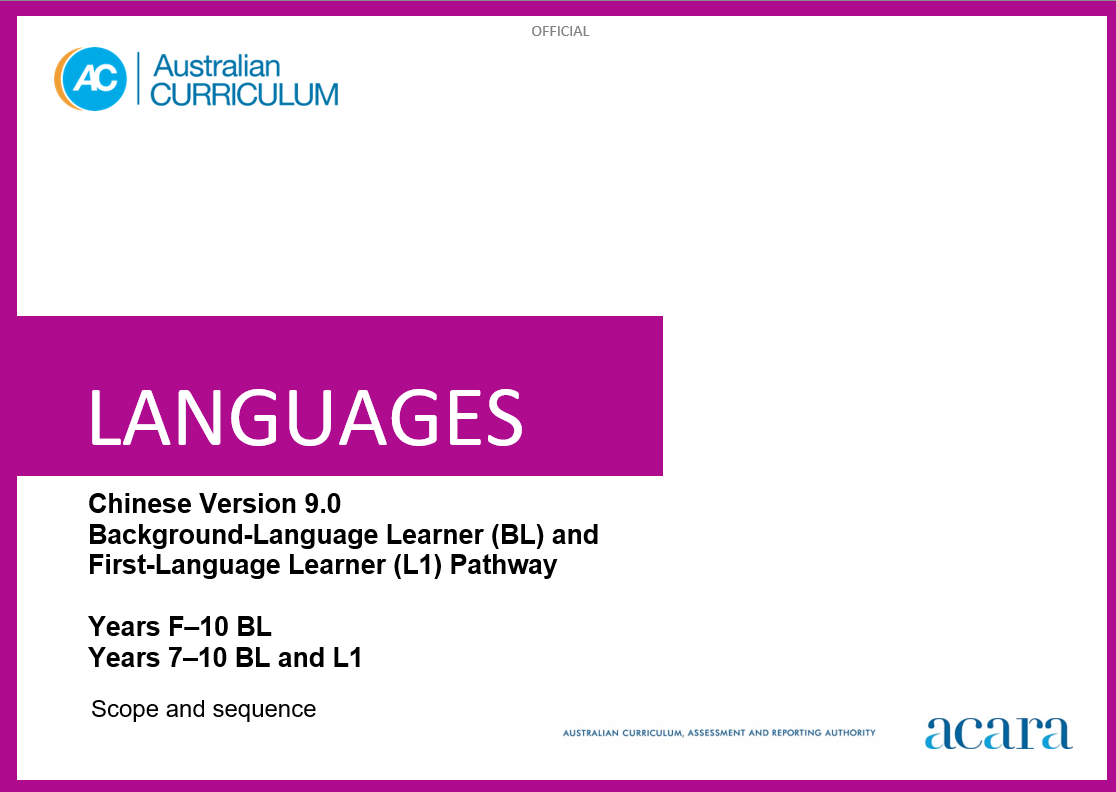 OFFICIAL
AC
Australian
CURRICULUM
LANGUAGES
Chinese Version 9.0
Background-Language Learner (BL) and
First-Language Learner (L1) Pathway
Years F–10 BL
Years 7–10 BL and L1
Scope and sequence
AUSTRALIAN CURRICULUM, ASSESSMENT AND REPORTING AUTHORITY
acara